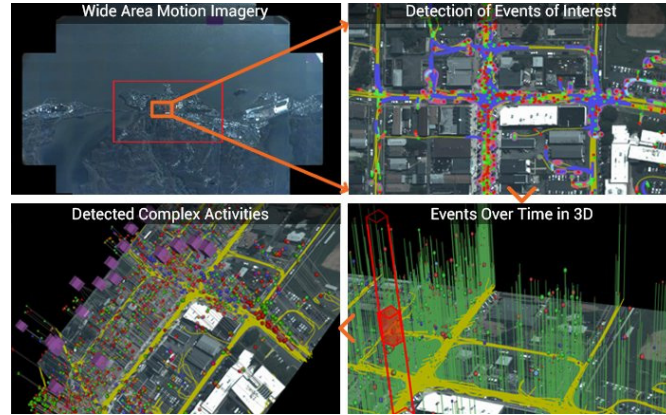 Wide Area Motion Imagery
Detection of Events of Interest
Detected Complex Activities
Events Over Time in 3D